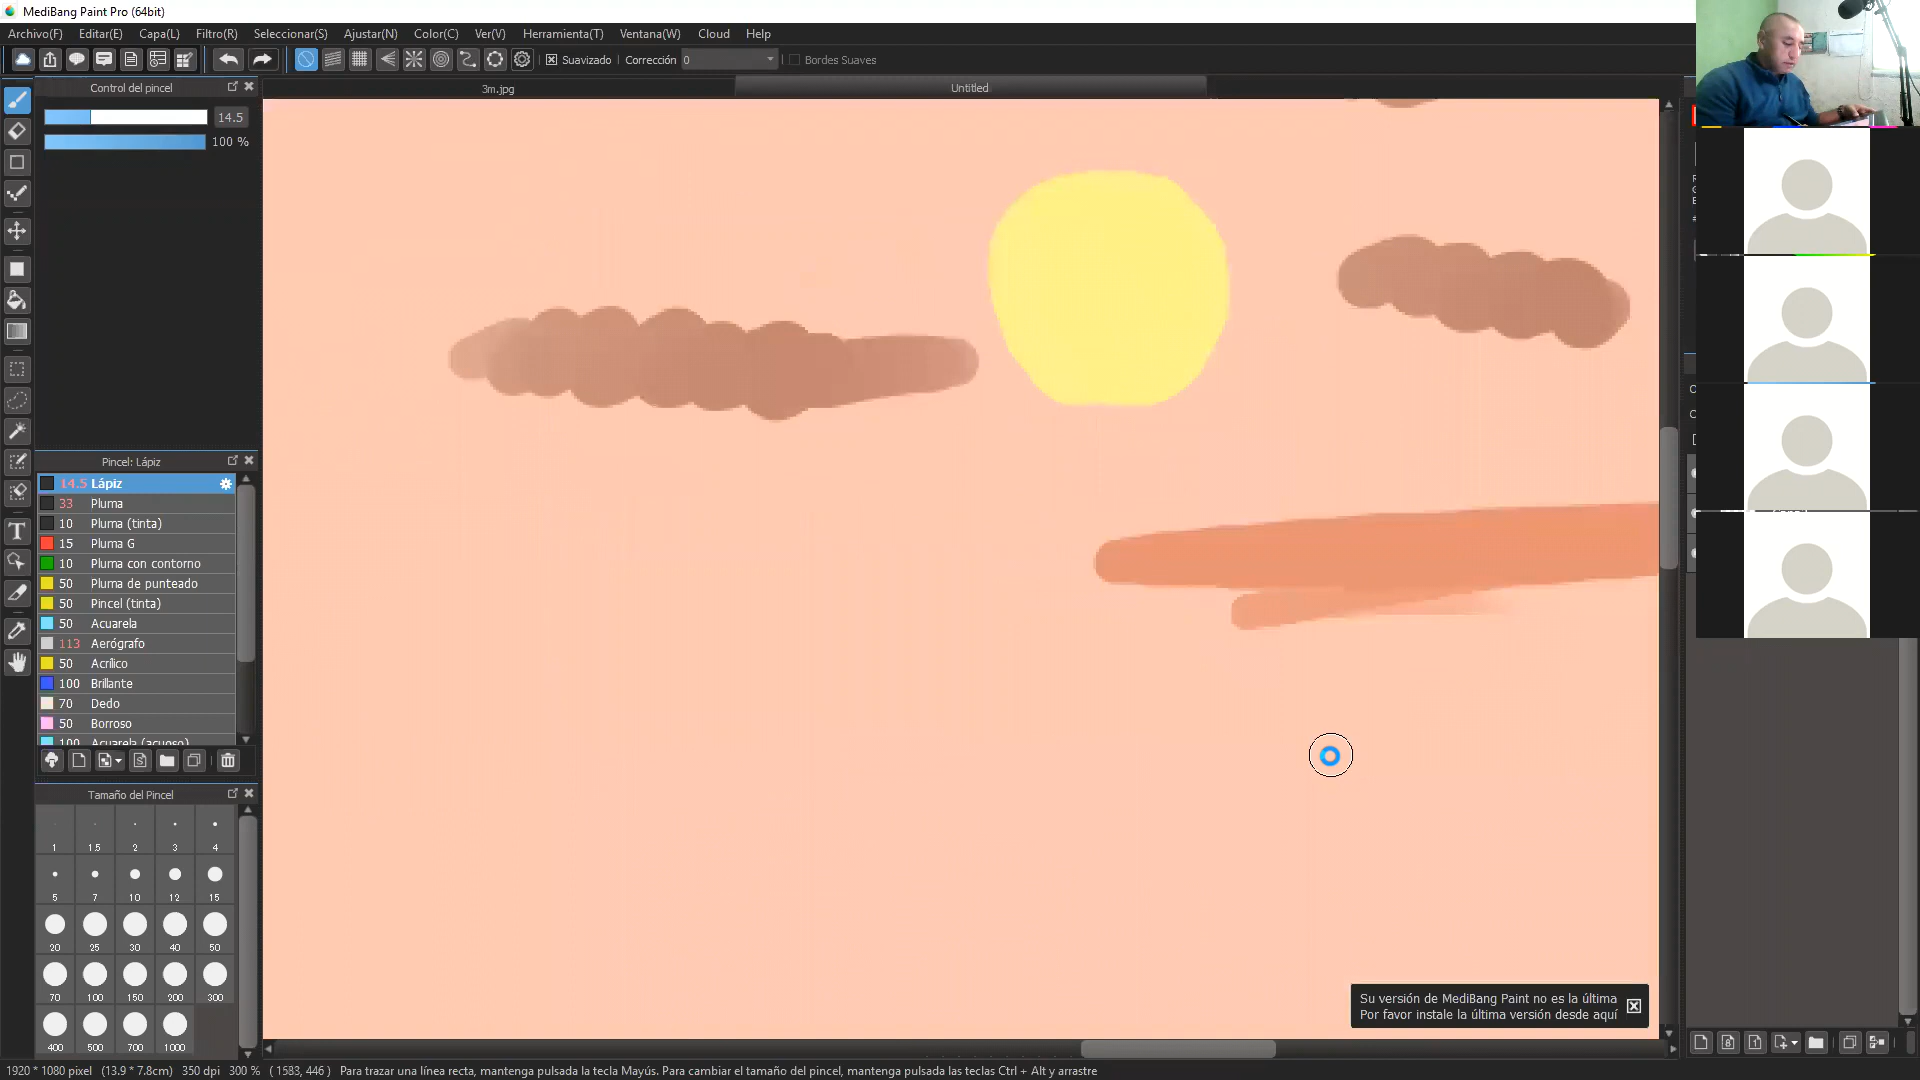 MediBang Paint Pro (64bit)
Archivo(F) Editar(E) Capa(L) Filtro(R) Seleccionar(S) Ajustar(N) Color(C) Ver(V) Herramienta(T) Ventana(W) Cloud Help
Suavizado Corrección 0 Bordes Suaves
Control del pincel
3m.jpg Untitled
14.5
100 %
Pincel: Lápiz
14.5 Lápiz
33 Pluma
10 Pluma (tinta)
15 Pluma G
10 Pluma con contorno
50 Pluma de punteado
50 Pincel (tinta)
50 Acuarela
113 Aerógrafo
50 Acrílico
100 Brillante
70 Dedo
50 Borroso
100 Acuarela (acuoso)
Tamaño del Pincel
1 1.5 2 3 4
5 7 10 12 15
20 25 30 40 50
70 100 150 200 300
400 500 700 1000
Su versión de MediBang Paint no es la última
Por favor instale la última versión desde aquí
1920 * 1080 pixel (13.9 * 7.8cm) 350 dpi 300 % ( 1583, 446 ) Para trazar una línea recta, mantenga pulsada la tecla Mayús. Para cambiar el tamaño del pincel, mantenga pulsada las teclas Ctrl + Alt y arrastre